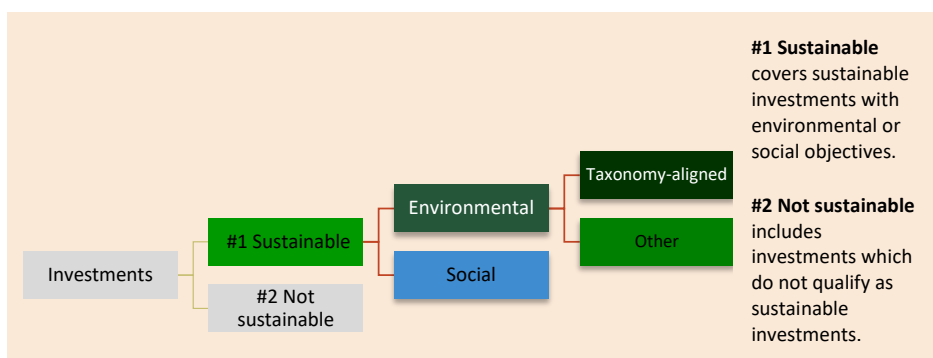 Investments
#1 Sustainable
#2 Not
sustainable
Environmental
Social
Taxonomy-aligned
Other
#1 Sustainable
covers sustainable
investments with
environmental or
social objectives.
#2 Not sustainable
includes
investments which
do not qualify as
sustainable
investments.